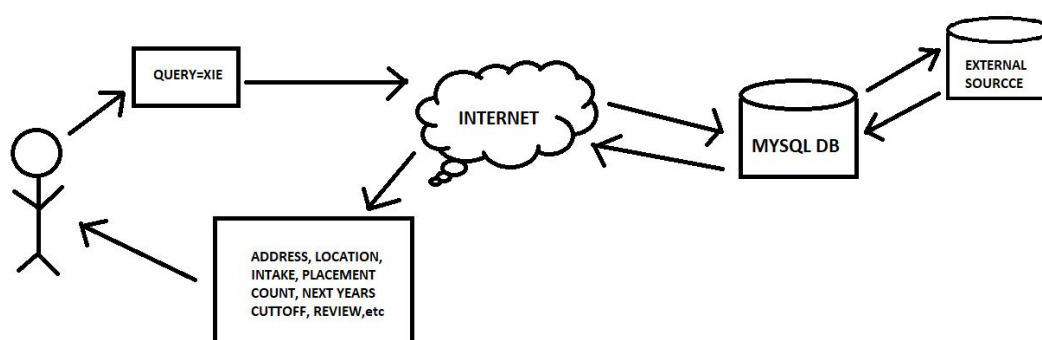 QUERY=XIE
INTERNET
MYSQL DB
EXTERNAL
SOURCCE
ADDRESS, LOCATION,
INTAKE, PLACEMENT
COUNT, NEXT YEARS
CUTTOFF, REVIEW,etc